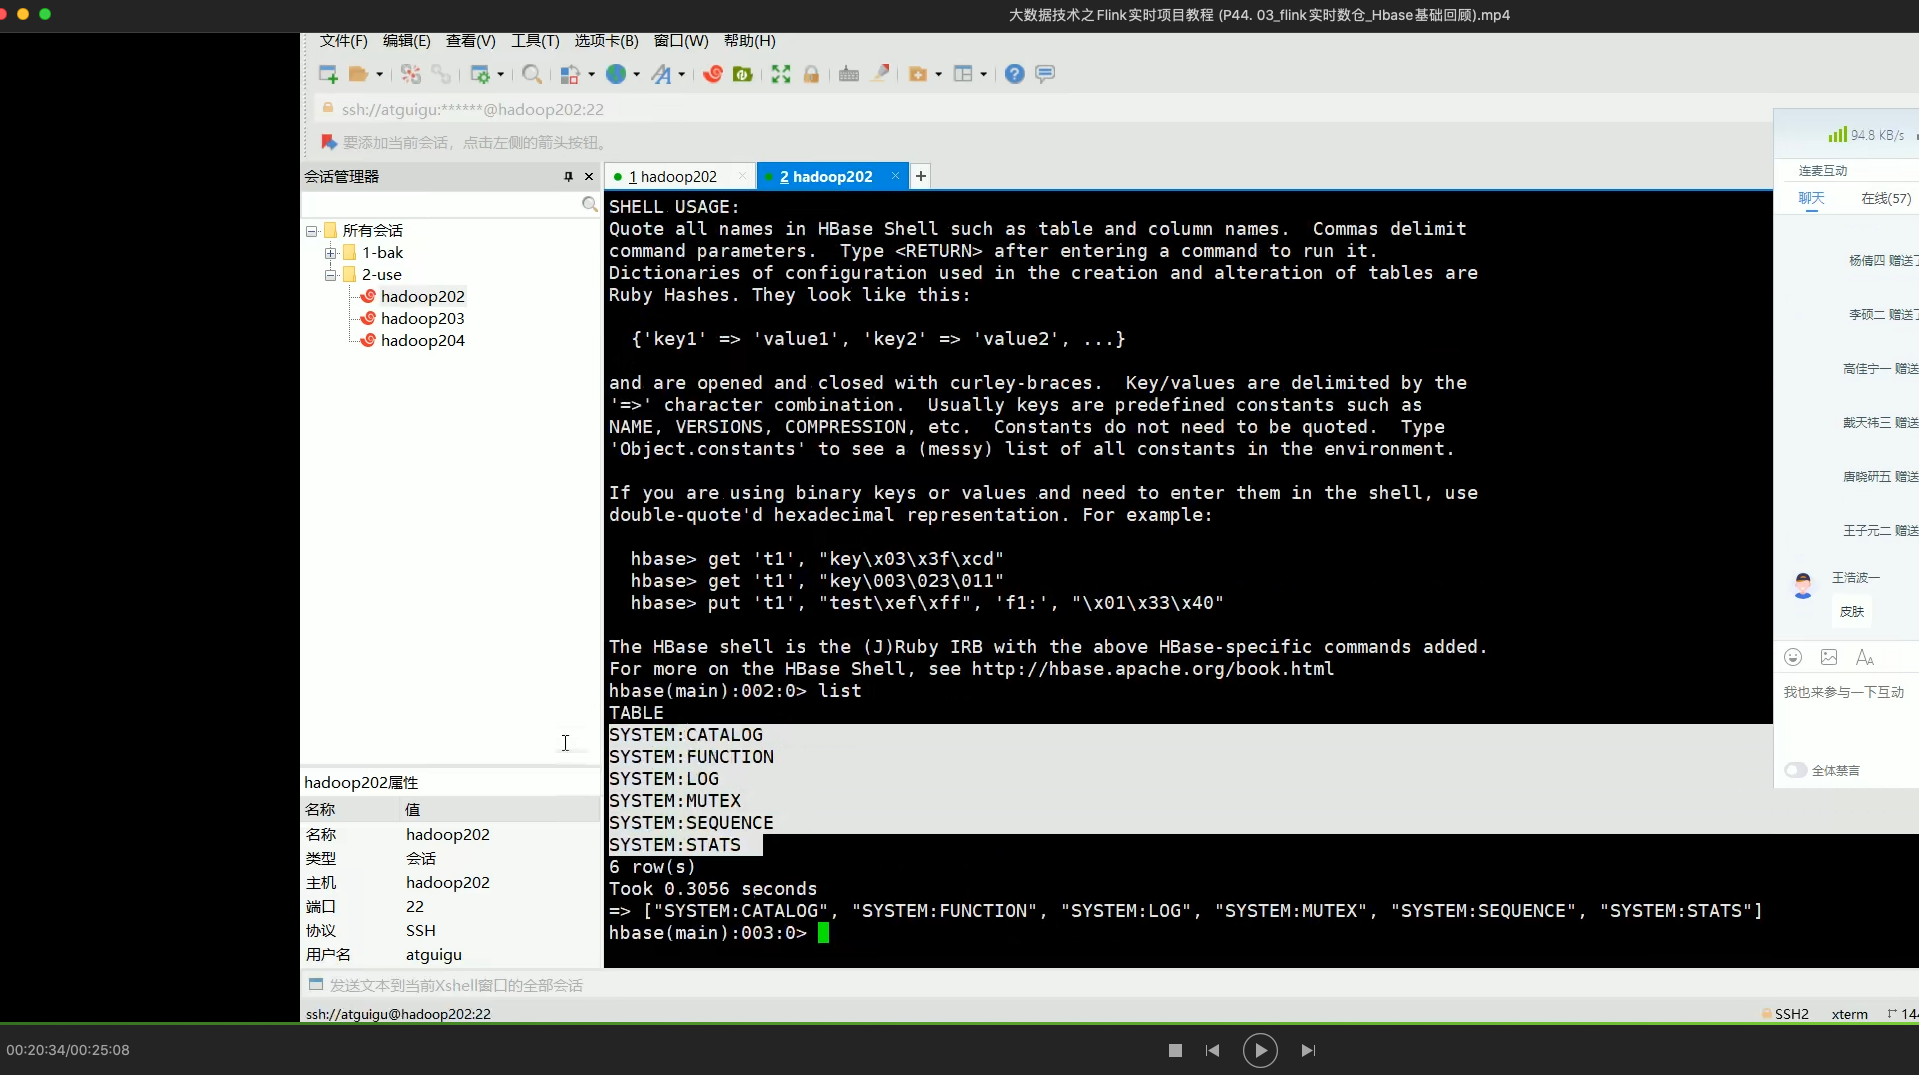 大数据技术之Flink实时项目教程 (P44. 03_flink实时数仓_Hbase基础回顾).mp4
文件(F) 编辑(E) 查看(V) 工具(T) 选项卡(B) 窗口(W) 帮助(H)
ssh://atguigu:******@hadoop202:22
要添加当前会话，点击左侧的箭头按钮。
会话管理器
1 hadoop202
2 hadoop202
所有会话
1-bak
2-use
hadoop202
hadoop203
hadoop204
hadoop202属性
名称 值
名称 hadoop202
类型 会话
主机 hadoop202
端口 22
协议 SSH
用户名 atguigu
SHELL USAGE:
Quote all names in HBase Shell such as table and column names.  Commas delimit
command parameters.  Type <RETURN> after entering a command to run it.
Dictionaries of configuration used in the creation and alteration of tables are
Ruby Hashes. They look like this:
{'key1' => 'value1', 'key2' => 'value2', ...}
and are opened and closed with curley-braces.  Key/values are delimited by the
'=>' character combination.  Usually keys are predefined constants such as
NAME, VERSIONS, COMPRESSION, etc.  Constants do not need to be quoted.  Type
'Object.constants' to see a (messy) list of all constants in the environment.
If you are using binary keys or values and need to enter them in the shell, use
double-quote'd hexadecimal representation. For example:
hbase> get 't1', "key\x03\x3f\xcd"
hbase> get 't1', "key\003\023\011"
hbase> put 't1', "test\xef\xff", 'f1:', "\x01\x33\x40"
The HBase shell is the (J)Ruby IRB with the above HBase-specific commands added.
For more on the HBase Shell, see http://hbase.apache.org/book.html
hbase(main):002:0> list
TABLE
SYSTEM:CATALOG
SYSTEM:FUNCTION
SYSTEM:LOG
SYSTEM:MUTEX
SYSTEM:SEQUENCE
SYSTEM:STATS
6 row(s)
Took 0.3056 seconds
=> ["SYSTEM:CATALOG", "SYSTEM:FUNCTION", "SYSTEM:LOG", "SYSTEM:MUTEX", "SYSTEM:SEQUENCE", "SYSTEM:STATS"]
hbase(main):003:0>
94.8 KB/s
连麦互动
聊天 在线(57)
杨倩四 赠送了
李硕二 赠送了
高佳宁一 赠送
戴天祎三 赠送
唐晓研五 赠送
王子元二 赠送
王浩波一
皮肤
我也来参与一下互动
全体禁言
发送文本到当前Xshell窗口的全部会话
ssh://atguigu@hadoop202:22
SSH2 xterm 144
00:20:34/00:25:08